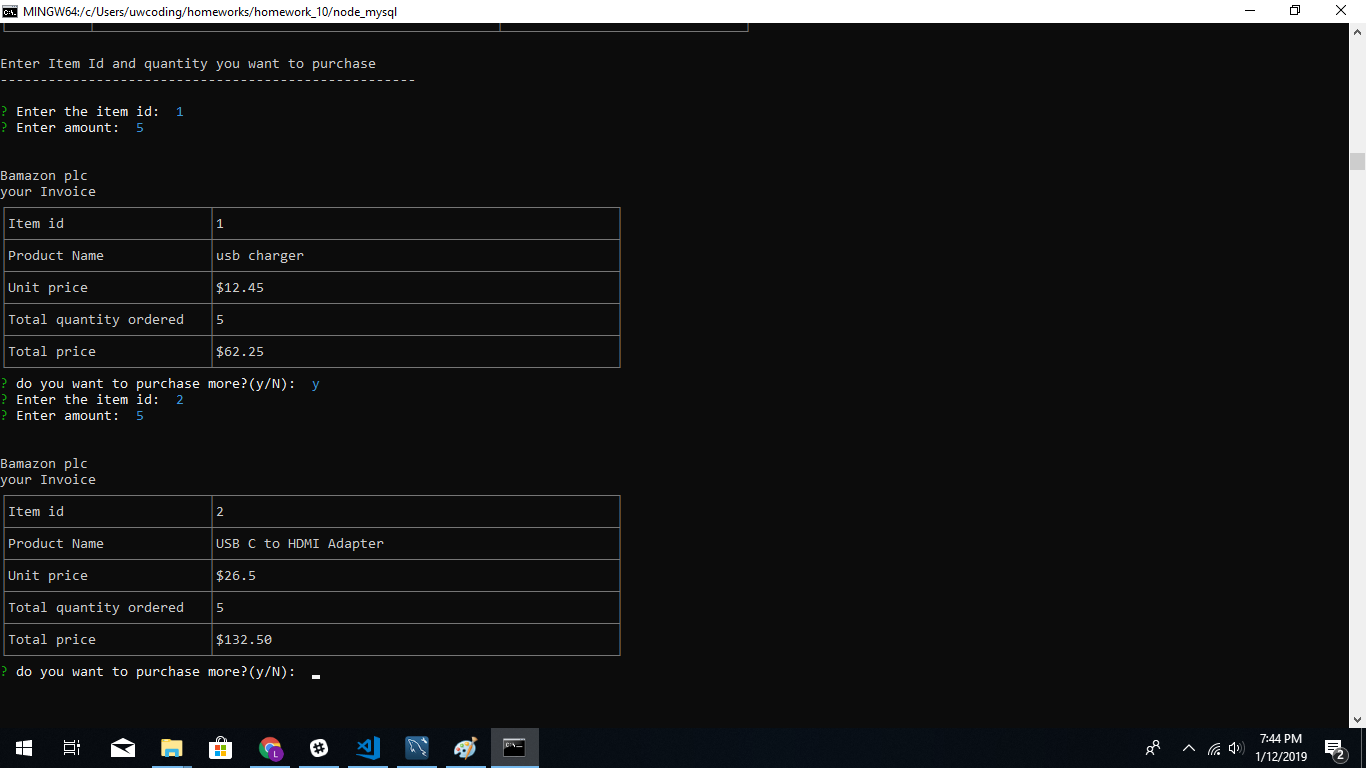 MINGW64:/c/Users/uwcoding/homeworks/homework_10/node_mysql
Enter Item Id and quantity you want to purchase
----------------------------------------------------
? Enter the item id:  1
? Enter amount:  5
Bamazon plc
your Invoice
Item id 1
Product Name usb charger
Unit price $12.45
Total quantity ordered 5
Total price $62.25
? do you want to purchase more?(y/N):  y
? Enter the item id:  2
? Enter amount:  5
Bamazon plc
your Invoice
Item id 2
Product Name USB C to HDMI Adapter
Unit price $26.5
Total quantity ordered 5
Total price $132.50
? do you want to purchase more?(y/N):
L
7:44 PM
1/12/2019
2